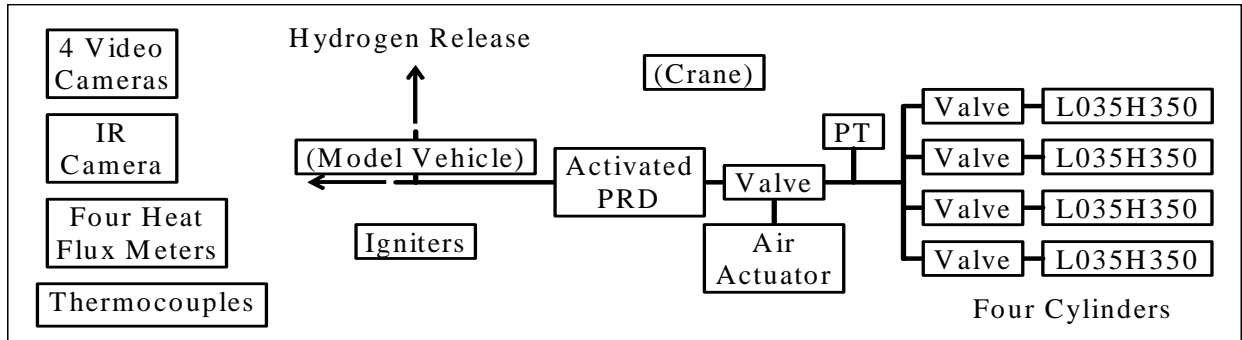 4 Video
Cameras
IR
Camera
Four Heat
Flux Meters
Thermocouples
Hydrogen Release
(Model Vehicle)
Igniters
(Crane)
Activated
PRD
Valve
Air
Actuator
PT
Valve
L035H350
Valve
L035H350
Valve
L035H350
Valve
L035H350
Four Cylinders